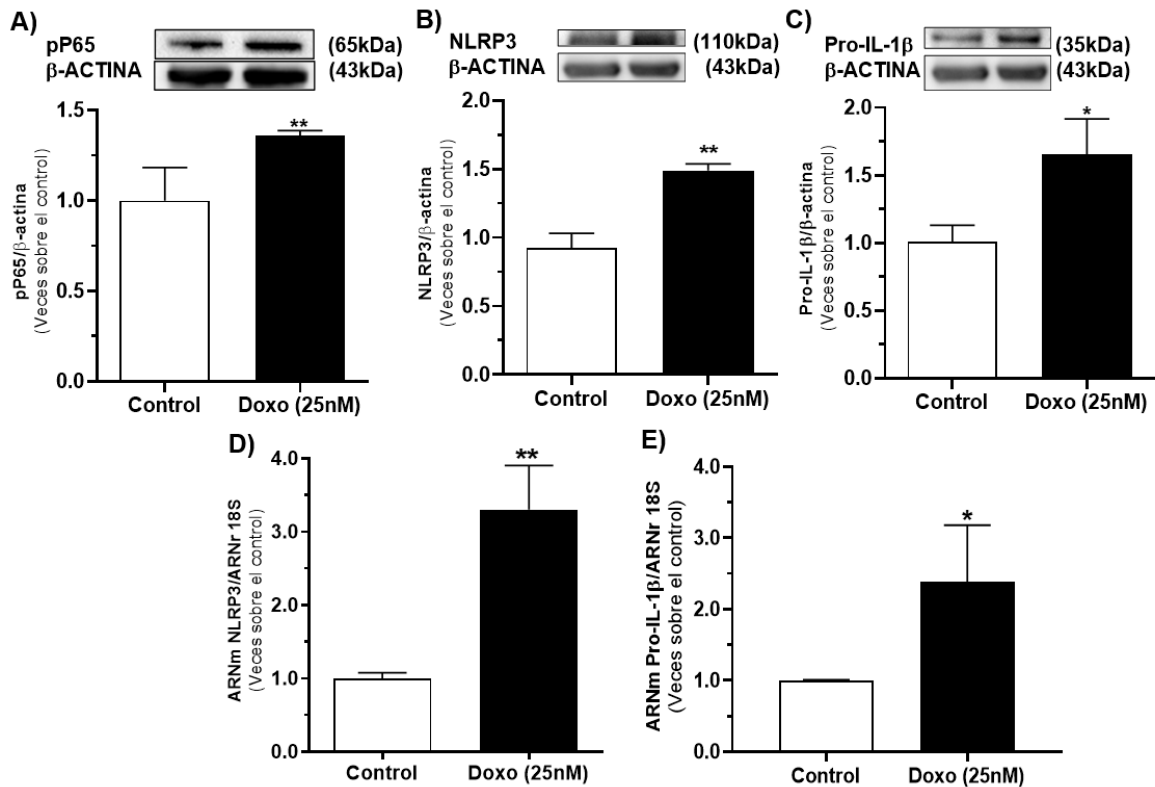 A)
pP65
(65kDa)
β-ACTINA
(43kDa)
pP65/β-actina
(Veces sobre el control)
1.5
1.0
0.5
0.0
**
Control
Doxo (25nM)
B)
NLRP3
(110kDa)
β-ACTINA
(43kDa)
NLRP3/β-actina
(Veces sobre el control)
2.0
1.5
1.0
0.5
0.0
**
Control
Doxo (25nM)
C)
Pro-IL-1β
(35kDa)
β-ACTINA
(43kDa)
Pro-IL-1β/β-actina
(Veces sobre el control)
2.0
1.5
1.0
0.5
0.0
*
Control
Doxo (25nM)
D)
ARNm NLRP3/ARNr 18S
(Veces sobre el control)
4.0
3.0
2.0
1.0
0.0
**
Control
Doxo (25nM)
E)
ARNm Pro-IL-1β/ARNr 18S
(Veces sobre el control)
4.0
3.0
2.0
1.0
0.0
*
Control
Doxo (25nM)